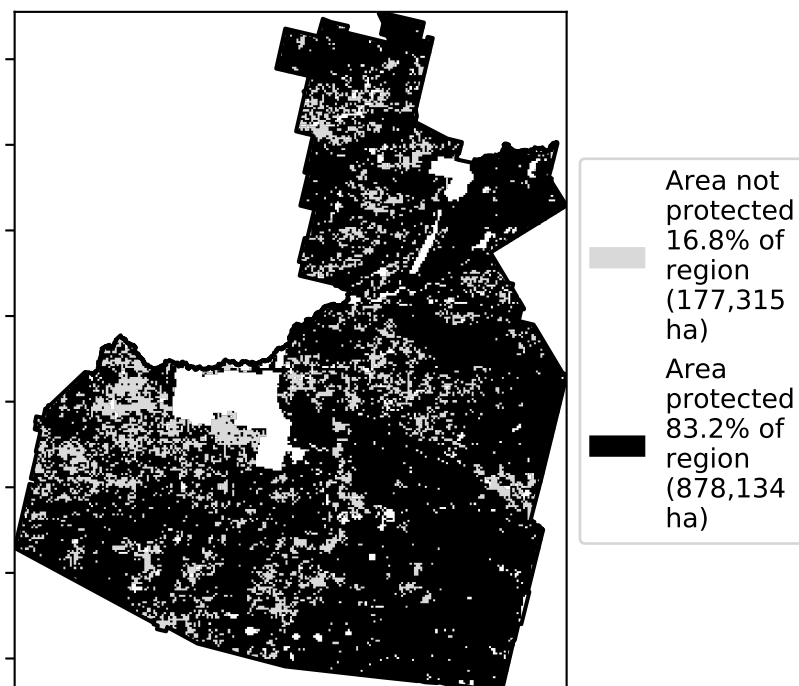 Area not
protected
16.8% of
region
(177,315
ha)
Area
protected
83.2% of
region
(878,134
ha)